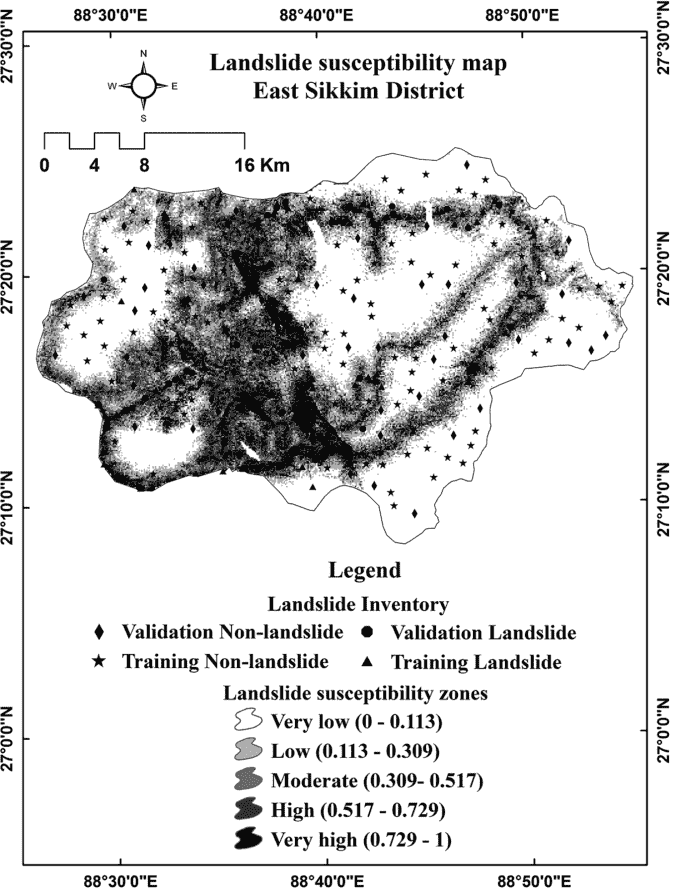 88°30'0"E 88°40'0"E 88°50'0"E
27°30'0"N
27°30'0"N
Landslide susceptibility map
East Sikkim District
N
W E
S
0 4 8 16 Km
27°20'0"N
27°20'0"N
27°10'0"N
27°10'0"N
Legend
Landslide Inventory
Validation Non-landslide Validation Landslide
Training Non-landslide Training Landslide
Landslide susceptibility zones
Very low (0 - 0.113)
Low (0.113 - 0.309)
Moderate (0.309- 0.517)
High (0.517 - 0.729)
Very high (0.729 - 1)
27°0'0"N
27°0'0"N
88°30'0"E 88°40'0"E 88°50'0"E